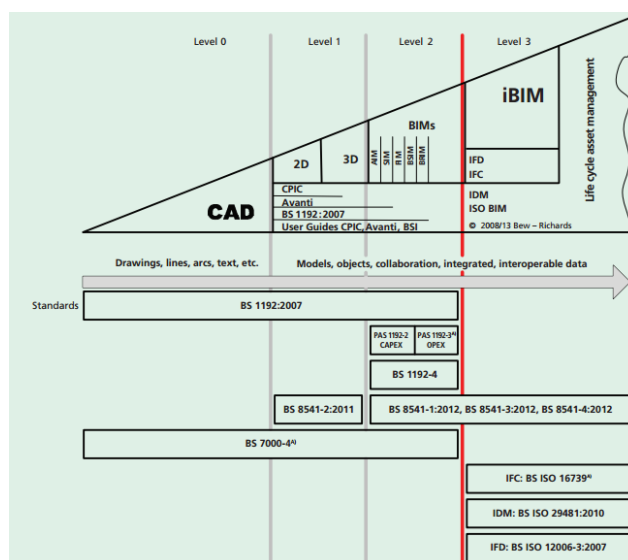 Level 0
Level 1
Level 2
Level 3
iBIM
BIMs
Life cycle asset management
2D
3D
AIM
SIM
FIM
BSIM
BRIM
IFD
IFC
CAD
CPIC
Avanti
BS 1192:2007
User Guides CPIC, Avanti, BSI
IDM
ISO BIM
© 2008/13 Bew – Richards
Drawings, lines, arcs, text, etc.
Models, objects, collaboration, integrated, interoperable data
Standards
BS 1192:2007
PAS 1192-2
CAPEX
PAS 1192-3ᴬ⁾
OPEX
BS 1192-4
BS 8541-2:2011
BS 8541-1:2012, BS 8541-3:2012, BS 8541-4:2012
BS 7000-4ᴬ⁾
IFC: BS ISO 16739ᴬ⁾
IDM: BS ISO 29481:2010
IFD: BS ISO 12006-3:2007